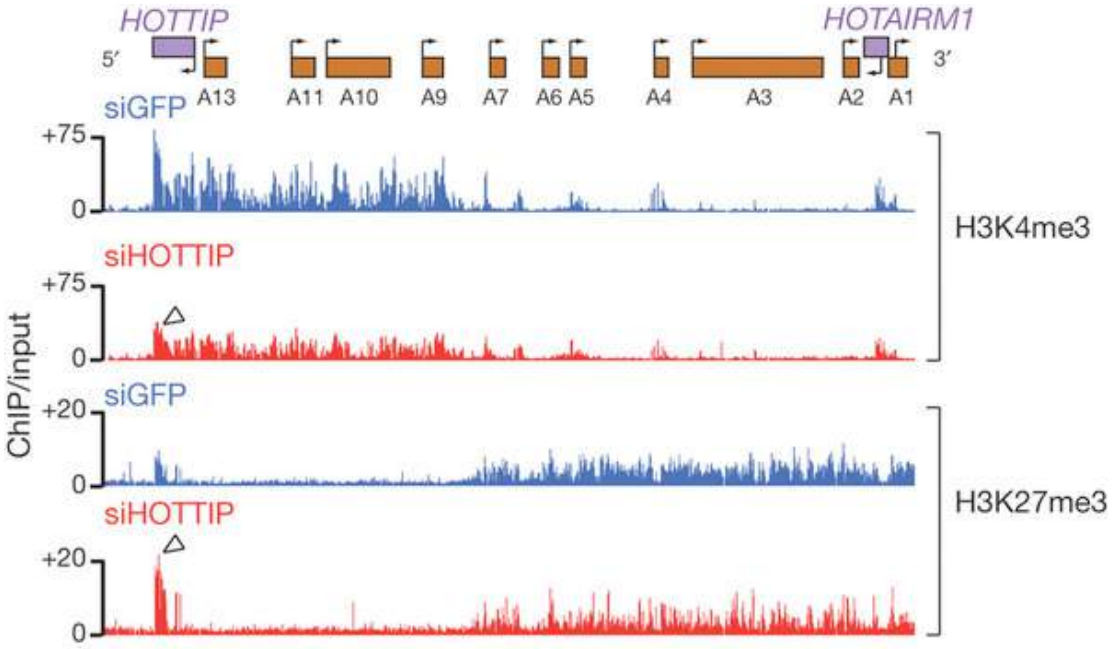 HOTTIP HOTAIRM1
5′ 3′
A13 A11 A10 A9 A7 A6 A5 A4 A3 A2 A1
siGFP
+75
0
H3K4me3
siHOTTIP
+75
0
ChIP/input
siGFP
+20
0
H3K27me3
siHOTTIP
+20
0